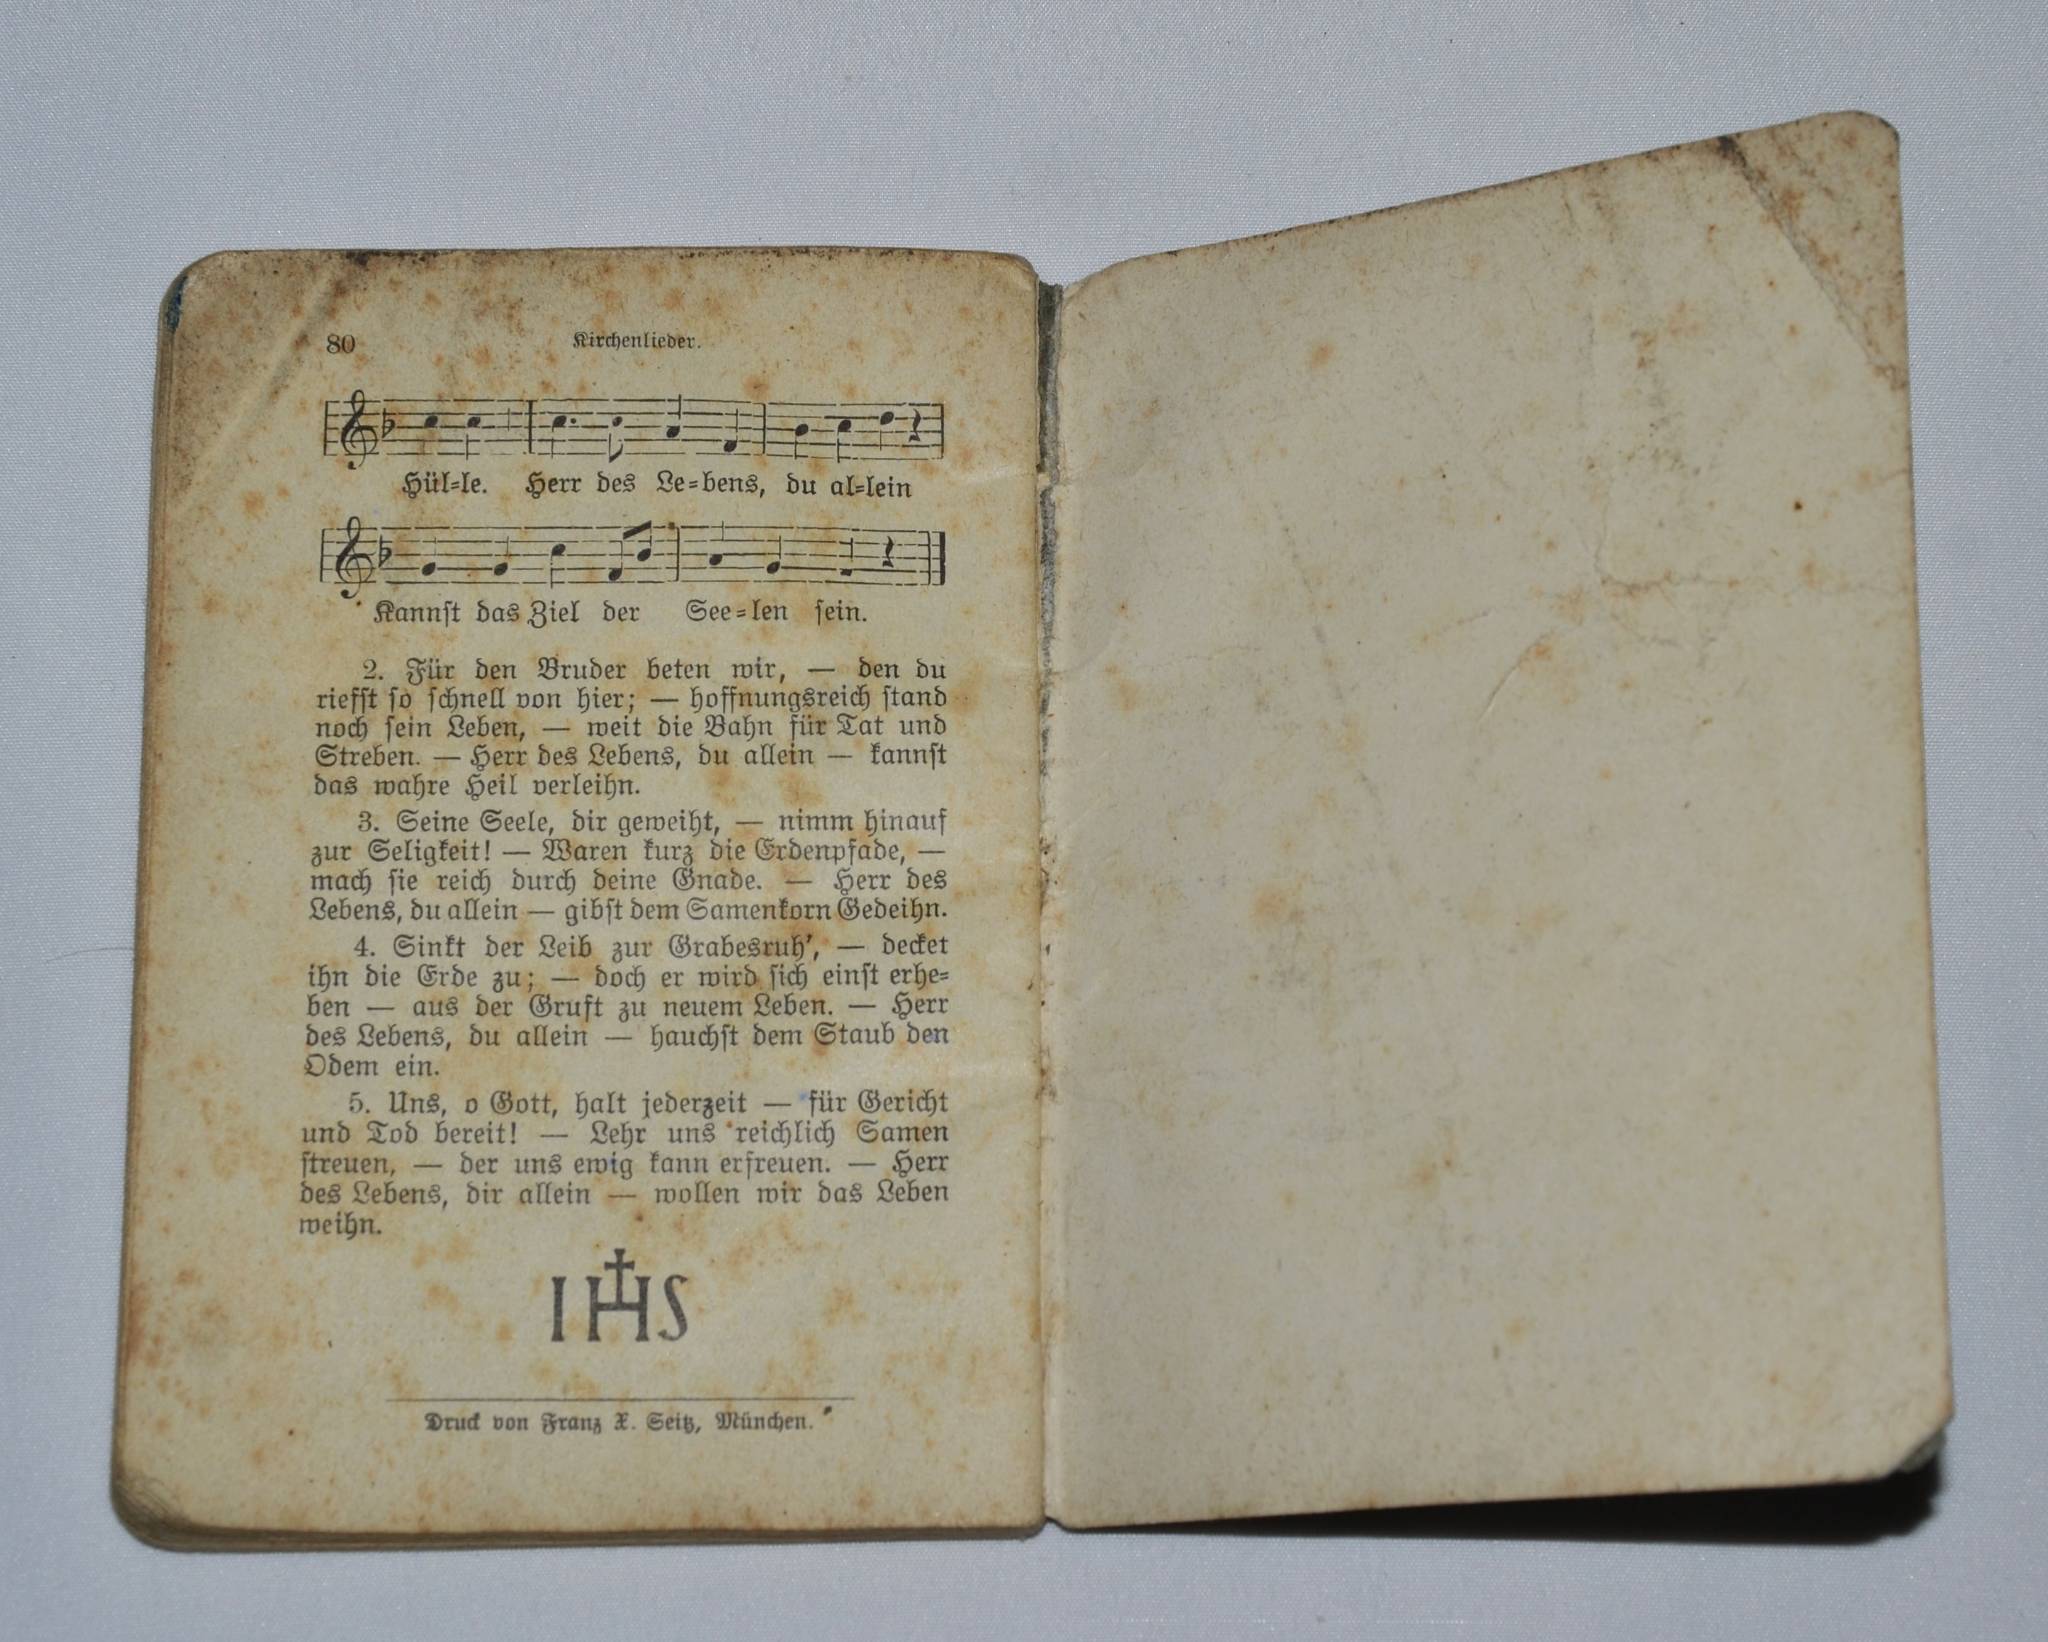 80
Kirchenlieder.
Hül=le. Herr des Le=bens, du al=lein
Kannſt das Ziel der See=len ſein.
2. Für den Bruder beten wir, — den du
riefſt ſo ſchnell von hier; — hoffnungsreich ſtand
noch ſein Leben, — weit die Bahn für Tat und
Streben. — Herr des Lebens, du allein — kannſt
das wahre Heil verleihn.
3. Seine Seele, dir geweiht, — nimm hinauf
zur Seligkeit! — Waren kurz die Erdenpfade, —
mach ſie reich durch deine Gnade. — Herr des
Lebens, du allein — gibſt dem Samenkorn Gedeihn.
4. Sinkt der Leib zur Grabesruh', — decket
ihn die Erde zu; — doch er wird ſich einſt erhe=
ben — aus der Gruft zu neuem Leben. — Herr
des Lebens, du allein — hauchſt dem Staub den
Odem ein.
5. Uns, o Gott, halt jederzeit — für Gericht
und Tod bereit! — Lehr uns reichlich Samen
ſtreuen, — der uns ewig kann erfreuen. — Herr
des Lebens, dir allein — wollen wir das Leben
weihn.
IHS
Druck von Franz X. Seitz, München.